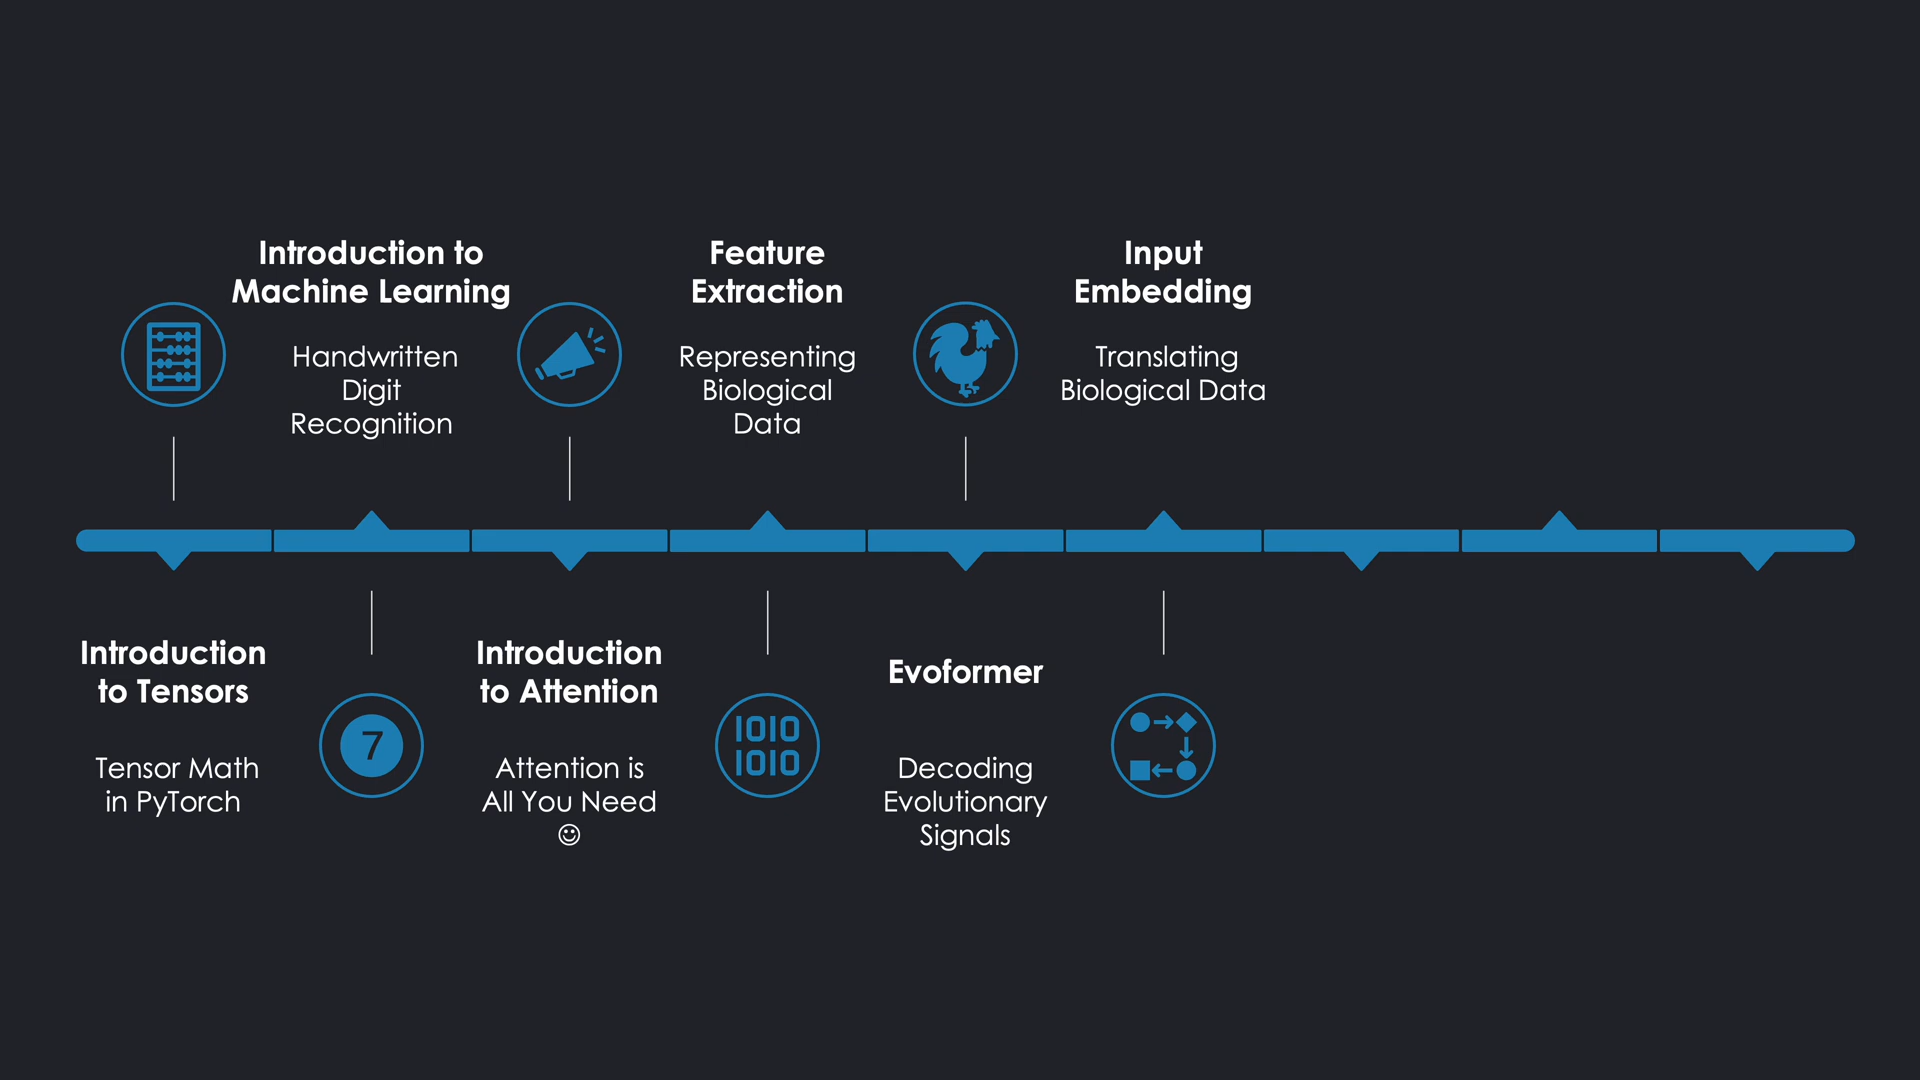 Introduction to
Machine Learning
Handwritten
Digit
Recognition
Feature
Extraction
Representing
Biological
Data
Input
Embedding
Translating
Biological Data
Introduction
to Tensors
Tensor Math
in PyTorch
7
Introduction
to Attention
Attention is
All You Need
☺
1010
1010
Evoformer
Decoding
Evolutionary
Signals